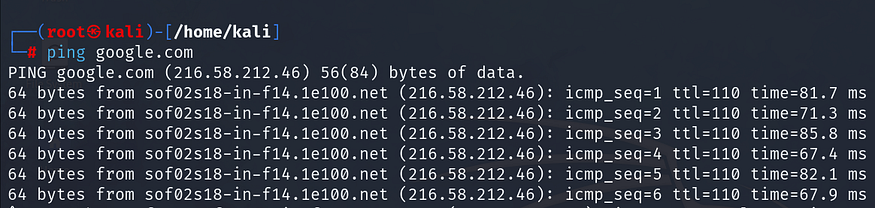 ┌──(root㉿kali)-[/home/kali]
└─# ping google.com
PING google.com (216.58.212.46) 56(84) bytes of data.
64 bytes from sof02s18-in-f14.1e100.net (216.58.212.46): icmp_seq=1 ttl=110 time=81.7 ms
64 bytes from sof02s18-in-f14.1e100.net (216.58.212.46): icmp_seq=2 ttl=110 time=71.3 ms
64 bytes from sof02s18-in-f14.1e100.net (216.58.212.46): icmp_seq=3 ttl=110 time=85.8 ms
64 bytes from sof02s18-in-f14.1e100.net (216.58.212.46): icmp_seq=4 ttl=110 time=67.4 ms
64 bytes from sof02s18-in-f14.1e100.net (216.58.212.46): icmp_seq=5 ttl=110 time=82.1 ms
64 bytes from sof02s18-in-f14.1e100.net (216.58.212.46): icmp_seq=6 ttl=110 time=67.9 ms